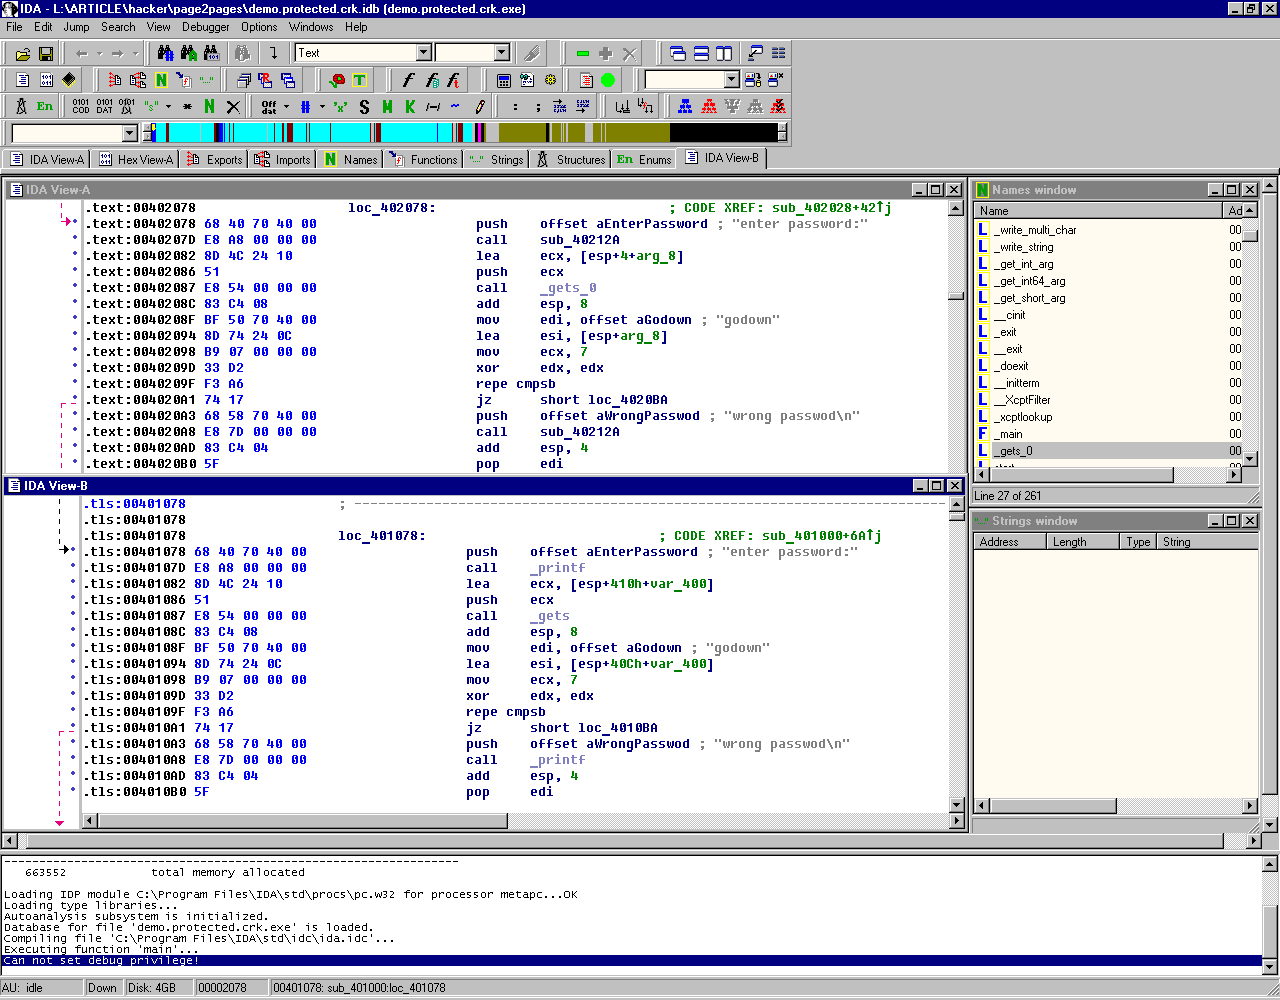 IDA - L:\ARTICLE\hacker\page2pages\demo.protected.crk.idb (demo.protected.crk.exe)
File Edit Jump Search View Debugger Options Windows Help
Text
En
Off dat
IDA View-A Hex View-A Exports Imports N Names Functions Strings Structures En Enums IDA View-B
IDA View-A
.text:00402078 loc_402078: ; CODE XREF: sub_402028+42↑j
.text:00402078 68 40 70 40 00 push offset aEnterPassword ; "enter password:"
.text:0040207D E8 A8 00 00 00 call sub_40212A
.text:00402082 8D 4C 24 10 lea ecx, [esp+4+arg_8]
.text:00402086 51 push ecx
.text:00402087 E8 54 00 00 00 call _gets_0
.text:0040208C 83 C4 08 add esp, 8
.text:0040208F BF 50 70 40 00 mov edi, offset aGodown ; "godown"
.text:00402094 8D 74 24 0C lea esi, [esp+arg_8]
.text:00402098 B9 07 00 00 00 mov ecx, 7
.text:0040209D 33 D2 xor edx, edx
.text:0040209F F3 A6 repe cmpsb
.text:004020A1 74 17 jz short loc_4020BA
.text:004020A3 68 58 70 40 00 push offset aWrongPasswod ; "wrong passwod\n"
.text:004020A8 E8 7D 00 00 00 call sub_40212A
.text:004020AD 83 C4 04 add esp, 4
.text:004020B0 5F pop edi
IDA View-B
.tls:00401078 ; ---------------------------------------------------------------------------
.tls:00401078
.tls:00401078 loc_401078: ; CODE XREF: sub_401000+6A↑j
.tls:00401078 68 40 70 40 00 push offset aEnterPassword ; "enter password:"
.tls:0040107D E8 A8 00 00 00 call _printf
.tls:00401082 8D 4C 24 10 lea ecx, [esp+410h+var_400]
.tls:00401086 51 push ecx
.tls:00401087 E8 54 00 00 00 call _gets
.tls:0040108C 83 C4 08 add esp, 8
.tls:0040108F BF 50 70 40 00 mov edi, offset aGodown ; "godown"
.tls:00401094 8D 74 24 0C lea esi, [esp+40Ch+var_400]
.tls:00401098 B9 07 00 00 00 mov ecx, 7
.tls:0040109D 33 D2 xor edx, edx
.tls:0040109F F3 A6 repe cmpsb
.tls:004010A1 74 17 jz short loc_4010BA
.tls:004010A3 68 58 70 40 00 push offset aWrongPasswod ; "wrong passwod\n"
.tls:004010A8 E8 7D 00 00 00 call _printf
.tls:004010AD 83 C4 04 add esp, 4
.tls:004010B0 5F pop edi
Names window
Name Ad
L _write_multi_char 00
L _write_string 00
L _get_int_arg 00
L _get_int64_arg 00
L _get_short_arg 00
L __cinit 00
L _exit 00
L __exit 00
L _doexit 00
L __initterm 00
L __XcptFilter 00
L _xcptlookup 00
F _main 00
L _gets_0 00
Line 27 of 261
Strings window
Address Length Type String
-----------------------------------------------------------------
663552 total memory allocated
Loading IDP module C:\Program Files\IDA\std\procs\pc.w32 for processor metapc...OK
Loading type libraries...
Autoanalysis subsystem is initialized.
Database for file 'demo.protected.crk.exe' is loaded.
Compiling file 'C:\Program Files\IDA\std\idc\ida.idc'...
Executing function 'main'...
Can not set debug privilege!
AU: idle Down Disk: 4GB 00002078 00401078: sub_401000:loc_401078